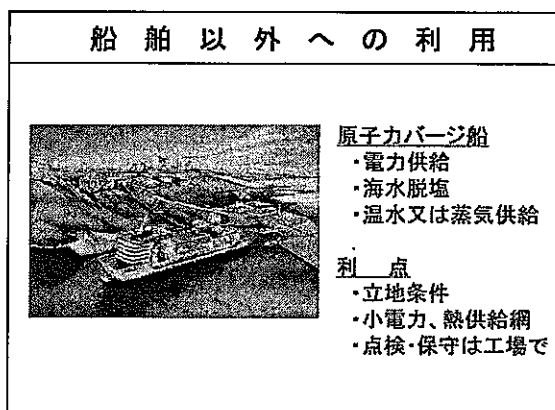 船舶以外への利用
原子力バージ船
・電力供給
・海水脱塩
・温水又は蒸気供給
利　点
・立地条件
・小電力、熱供給網
・点検・保守は工場で